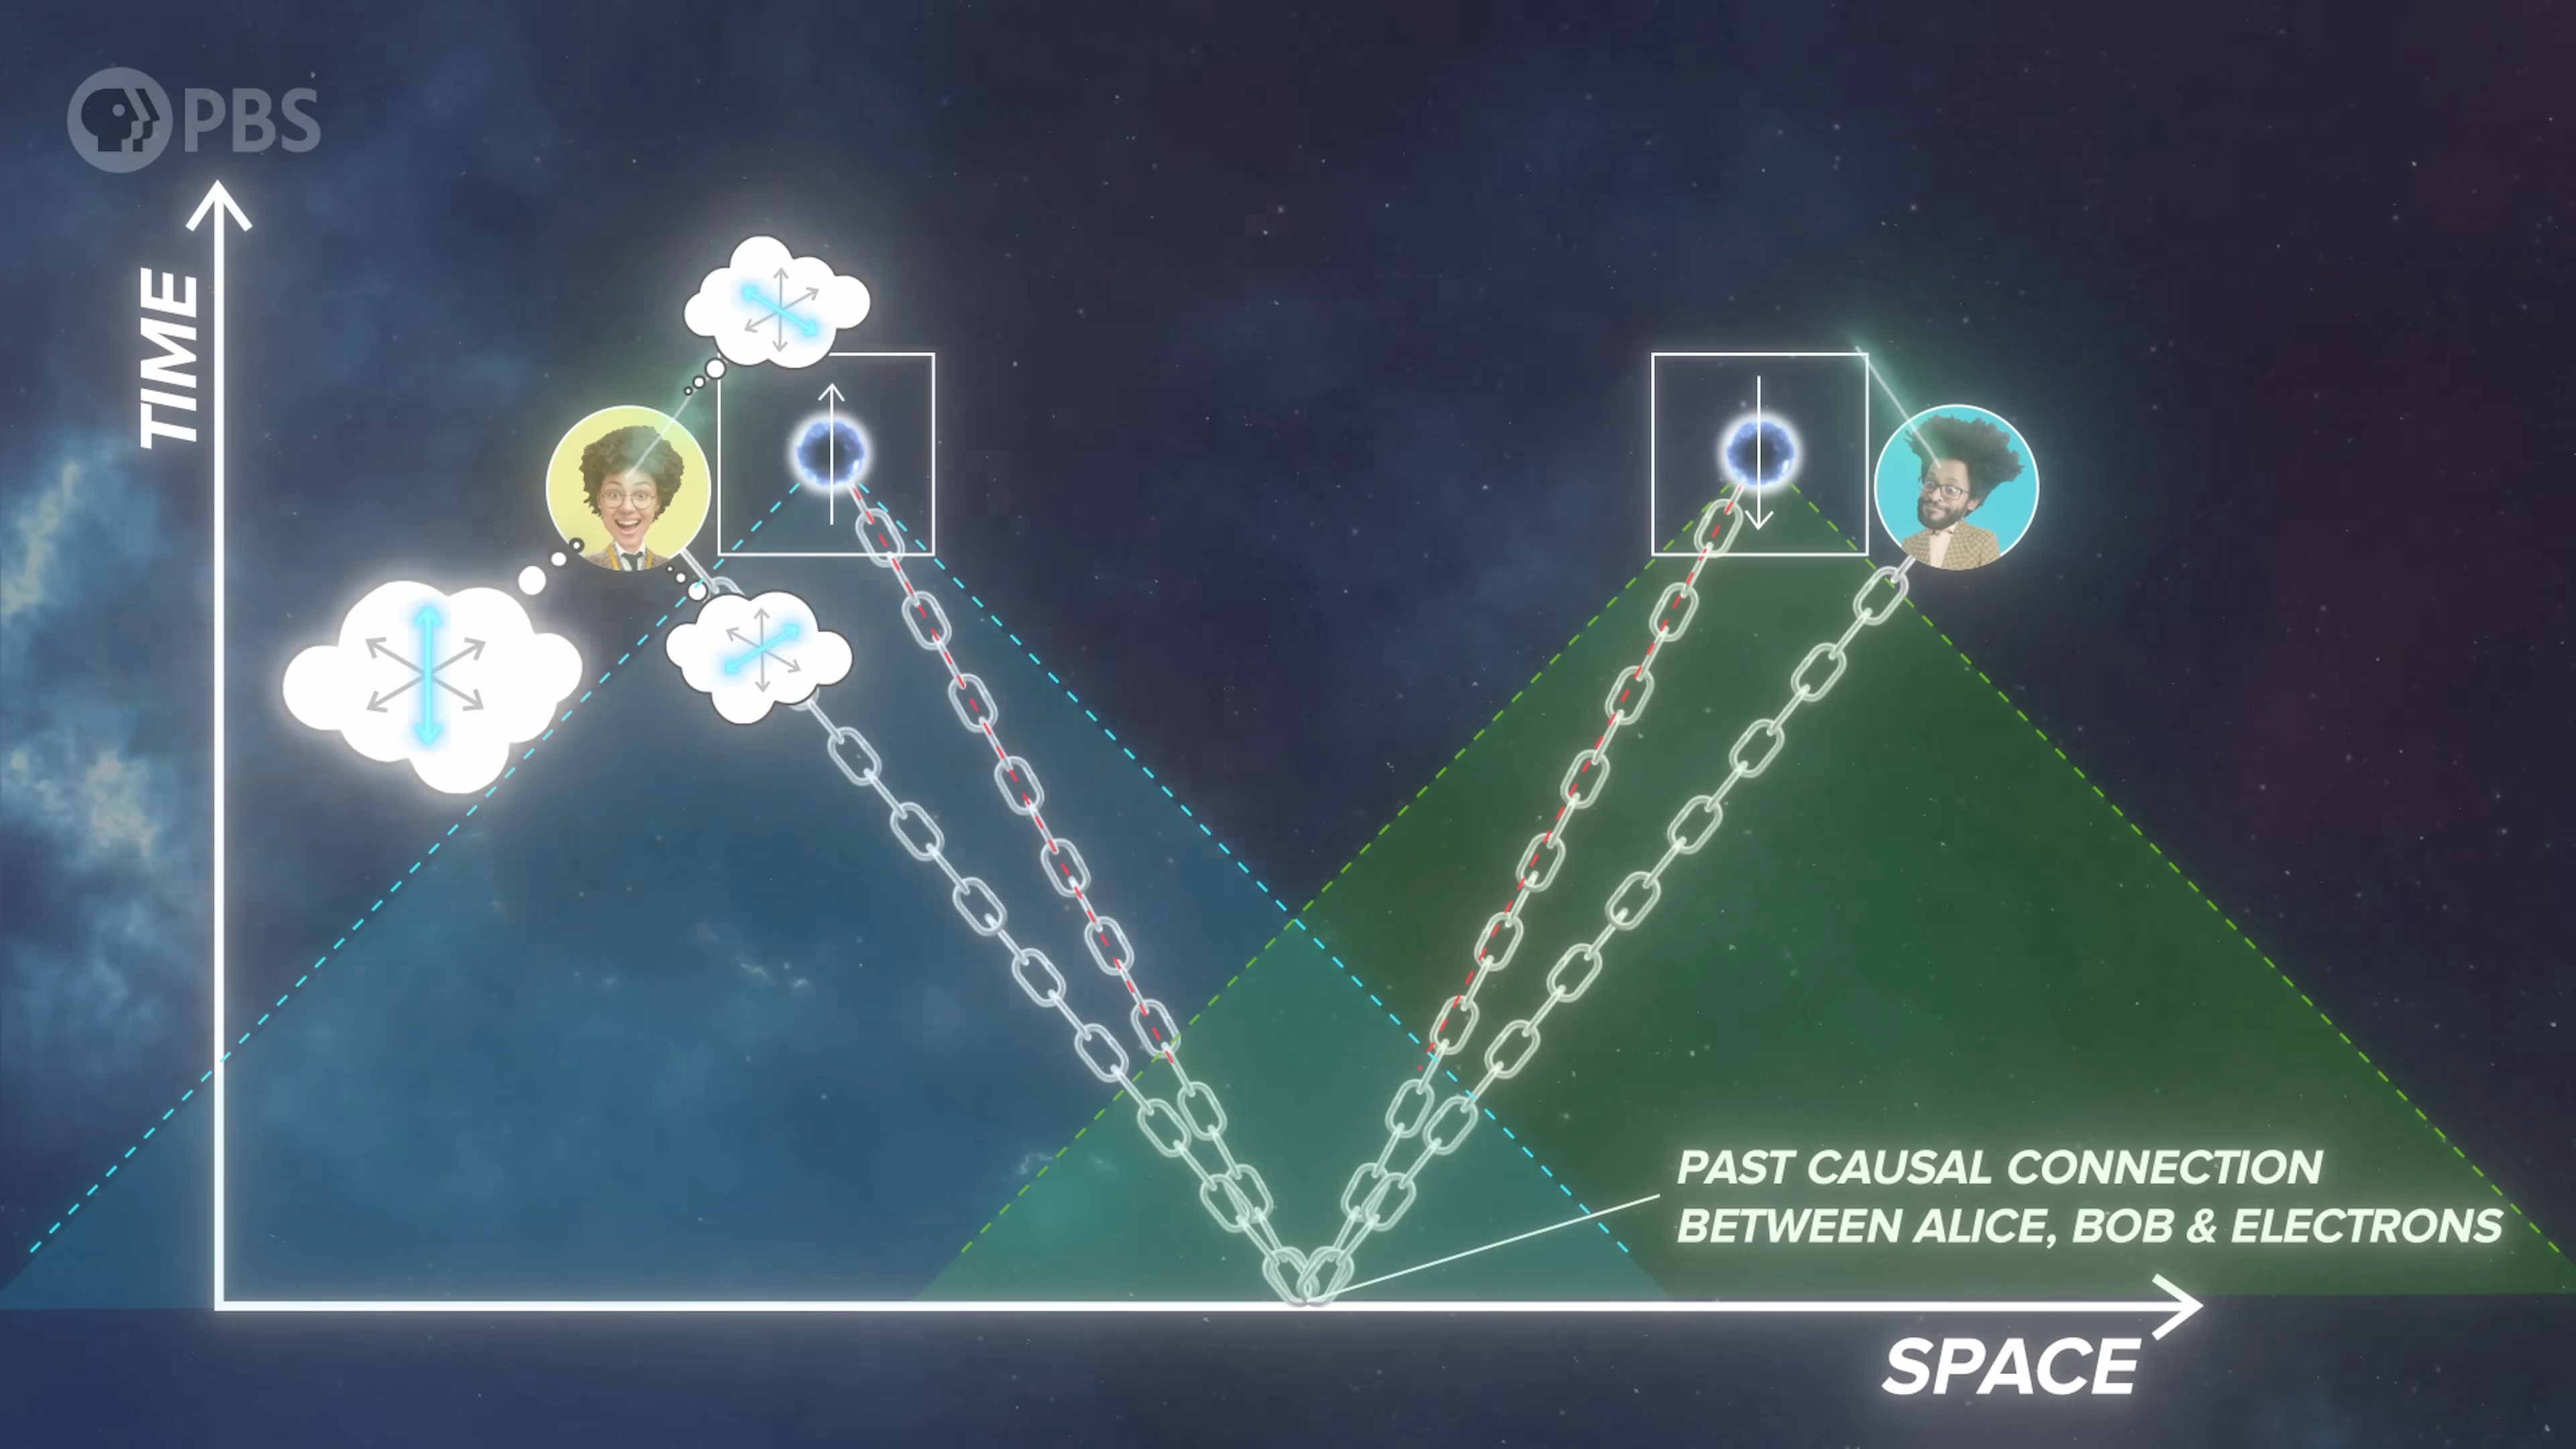 PBS
TIME
PAST CAUSAL CONNECTION
BETWEEN ALICE, BOB & ELECTRONS
SPACE